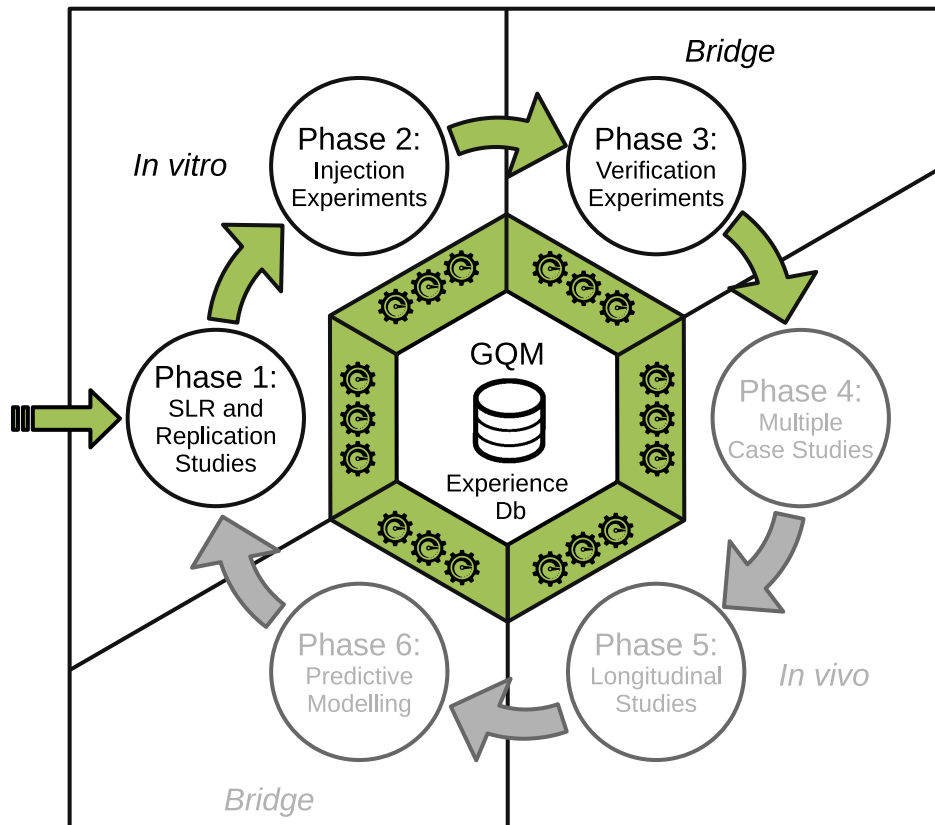 Bridge
In vitro
Phase 2:
Injection
Experiments
Phase 3:
Verification
Experiments
Phase 1:
SLR and
Replication
Studies
GQM
Experience
Db
Phase 4:
Multiple
Case Studies
Phase 6:
Predictive
Modelling
Phase 5:
Longitudinal
Studies
In vivo
Bridge